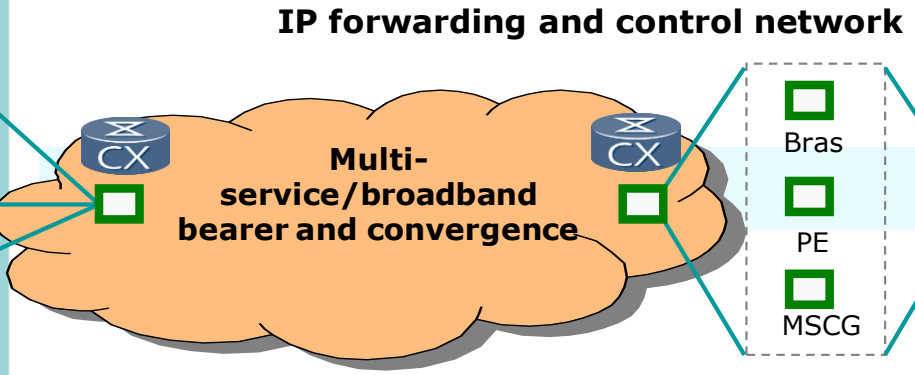 IP forwarding and control network
CX
CX
Multi-
service/broadband
bearer and convergence
Bras
PE
MSCG